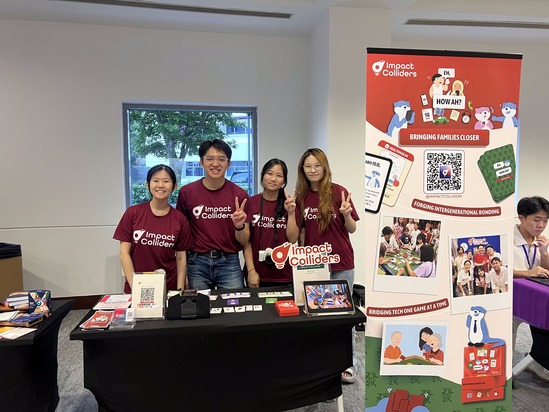 Impact
Colliders
Impact
Colliders
Impact
Colliders
Impact
Colliders
Impact
Colliders
Impact
Colliders
EH,
HOW AH?
BRINGING FAMILIES CLOSER
@IMPACTCOLLIDERS
FORGING INTERGENERATIONAL BONDING
BRIDGING TECH ONE GAME AT A TIME